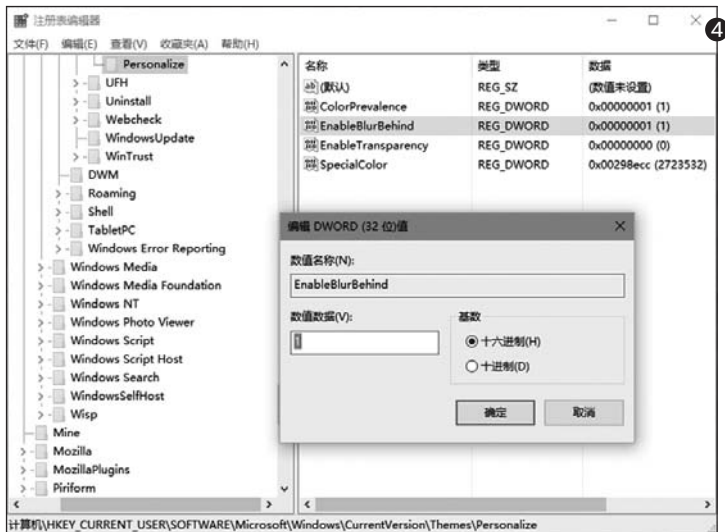 注册表编辑器
4
文件(F) 编辑(E) 查看(V) 收藏夹(A) 帮助(H)
Personalize
UFH
Uninstall
Webcheck
WindowsUpdate
WinTrust
DWM
Roaming
Shell
TabletPC
Windows Error Reporting
Windows Media
Windows Media Foundation
Windows NT
Windows Photo Viewer
Windows Script
Windows Script Host
Windows Search
WindowsSelfHost
Wisp
Mine
Mozilla
MozillaPlugins
Piriform
名称 类型 数据
ab (默认) REG_SZ (数值未设置)
ColorPrevalence REG_DWORD 0x00000001 (1)
EnableBlurBehind REG_DWORD 0x00000001 (1)
EnableTransparency REG_DWORD 0x00000000 (0)
SpecialColor REG_DWORD 0x00298ecc (2723532)
编辑 DWORD (32 位)值
数值名称(N):
EnableBlurBehind
数值数据(V):
1
基数
十六进制(H)
十进制(D)
确定 取消
计算机\HKEY_CURRENT_USER\SOFTWARE\Microsoft\Windows\CurrentVersion\Themes\Personalize